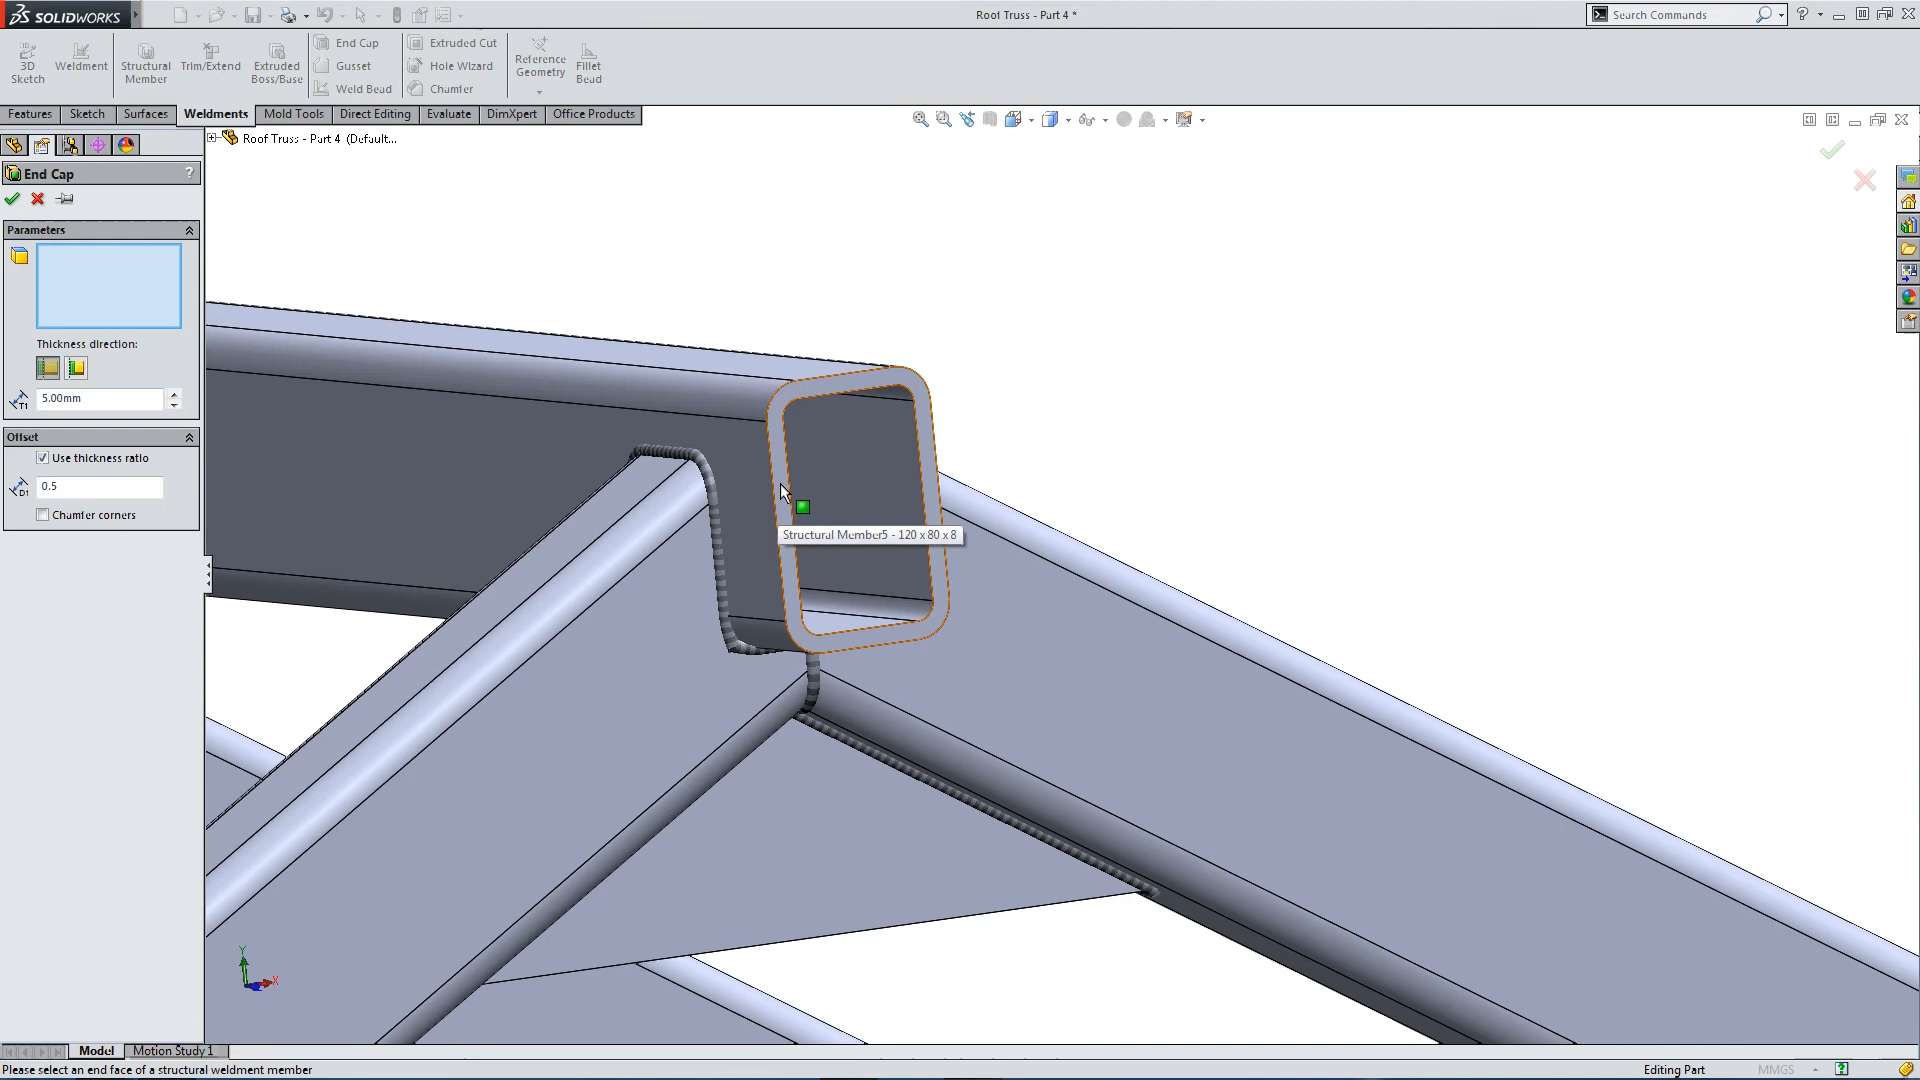 SOLIDWORKS
Roof Truss - Part 4 *
Search Commands
3D Sketch
Weldment
Structural Member
Trim/Extend
Extruded Boss/Base
End Cap
Gusset
Weld Bead
Extruded Cut
Hole Wizard
Chamfer
Reference Geometry
Fillet Bead
Features
Sketch
Surfaces
Weldments
Mold Tools
Direct Editing
Evaluate
DimXpert
Office Products
Roof Truss - Part 4 (Default...
End Cap
?
Parameters
Thickness direction:
T1
5.00mm
Offset
Use thickness ratio
D1
0.5
Chamfer corners
Structural Member5 - 120 x 80 x 8
Y
X
Model
Motion Study 1
Please select an end face of a structural weldment member
Editing Part
MMGS